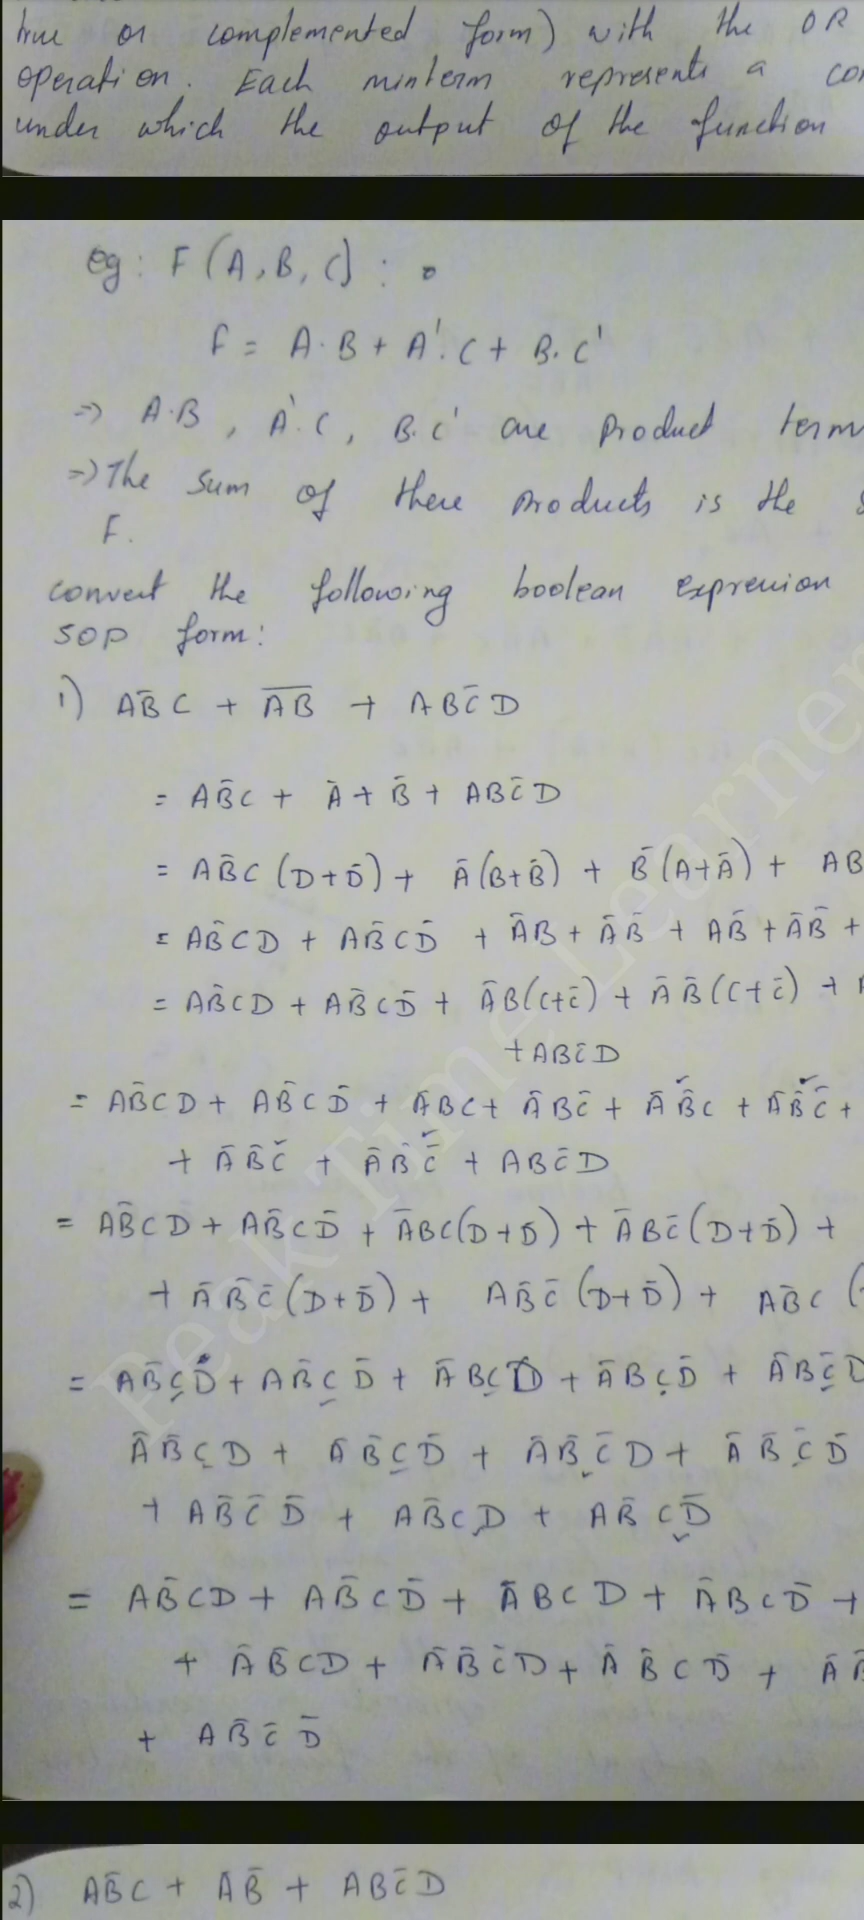 true or complemented form) with the OR
operation. Each minterm represents a
under which the output of the function
eg: F(A, B, C) :
F = A·B + A'·C + B·C'
=> A·B, A'·C, B·C' are product term
=> The sum of these products is the
F.
convert the following boolean expression
SOP form:
1) AB̄C + A̅B̅ + ABC̄D
= AB̄C + Ā + B̄ + ABC̄D
= AB̄C (D+D̄) + Ā(B+B̄) + B̄(A+Ā) + AB
= AB̄CD + AB̄CD̄ + ĀB + ĀB̄ + AB̄ + ĀB̄ +
= AB̄CD + AB̄CD̄ + ĀB(C+C̄) + ĀB̄(C+C̄) +
+ ABC̄D
= AB̄CD + AB̄CD̄ + ĀBC + ĀBC̄ + ĀB̄C + ĀB̄C̄ +
+ ĀB̄C + ĀB̄C̄ + ABC̄D
= AB̄CD + AB̄CD̄ + ĀBC(D+D̄) + ĀBC̄(D+D̄) +
+ ĀB̄C̄(D+D̄) + AB̄C̄(D+D̄) + AB̄C (
= AB̄CD + AB̄CD̄ + ĀBCD + ĀBCD̄ + ĀBC̄D
ĀB̄CD + ĀB̄CD̄ + ĀB̄C̄D + ĀB̄C̄D̄
+ AB̄C̄D̄ + AB̄CD + AB̄CD̄
= AB̄CD + AB̄CD̄ + ĀBCD + ĀBCD̄ +
+ ĀB̄CD + ĀB̄C̄D + ĀB̄CD̄ + ĀB̄
+ AB̄C̄D̄
2) AB̄C + AB̄ + ABC̄D
Peak Time Learner